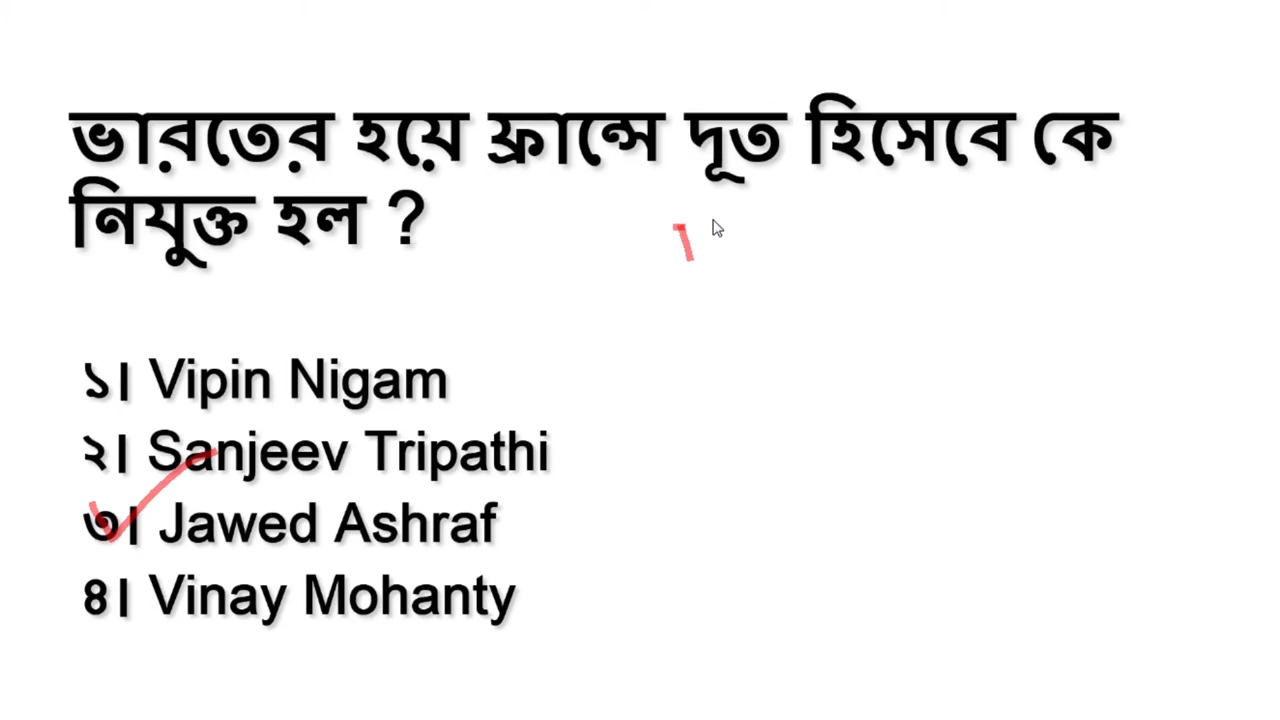 ভারতের হয়ে ফ্রান্সে দূত হিসেবে কে
নিযুক্ত হল ?
১। Vipin Nigam
২। Sanjeev Tripathi
৩। Jawed Ashraf
৪। Vinay Mohanty